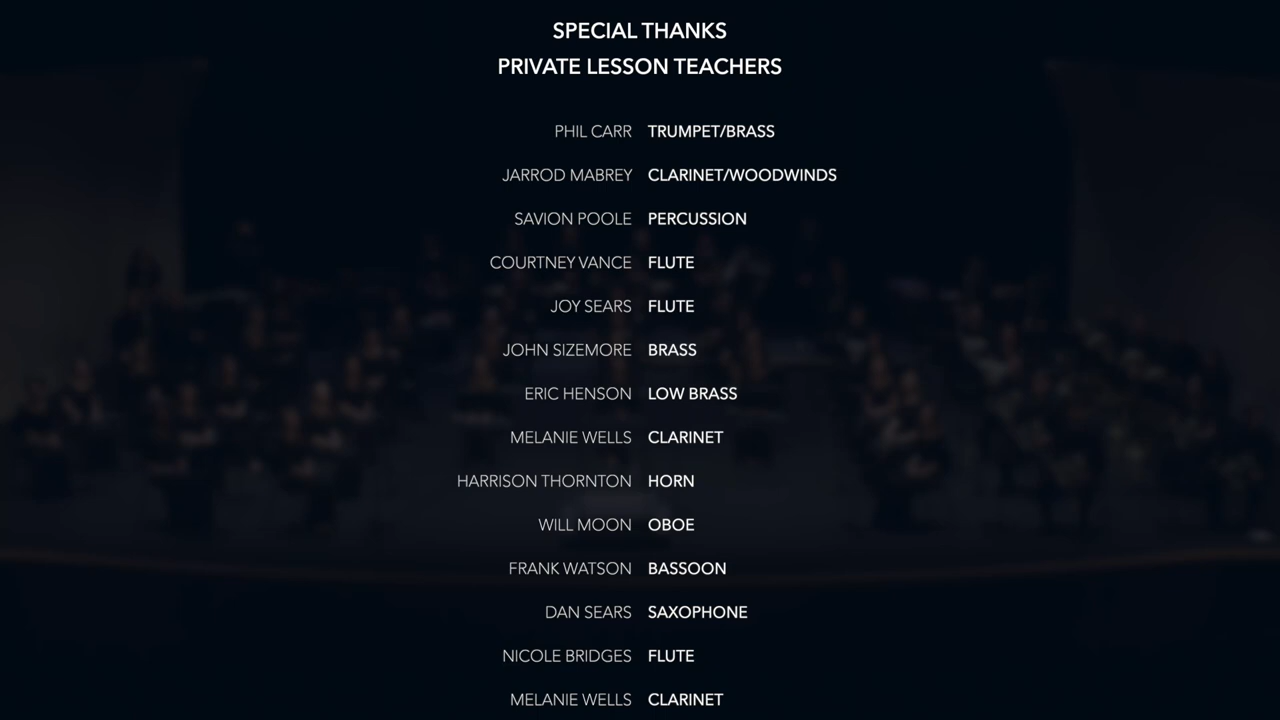 SPECIAL THANKS
PRIVATE LESSON TEACHERS
PHIL CARR TRUMPET/BRASS
JARROD MABREY CLARINET/WOODWINDS
SAVION POOLE PERCUSSION
COURTNEY VANCE FLUTE
JOY SEARS FLUTE
JOHN SIZEMORE BRASS
ERIC HENSON LOW BRASS
MELANIE WELLS CLARINET
HARRISON THORNTON HORN
WILL MOON OBOE
FRANK WATSON BASSOON
DAN SEARS SAXOPHONE
NICOLE BRIDGES FLUTE
MELANIE WELLS CLARINET